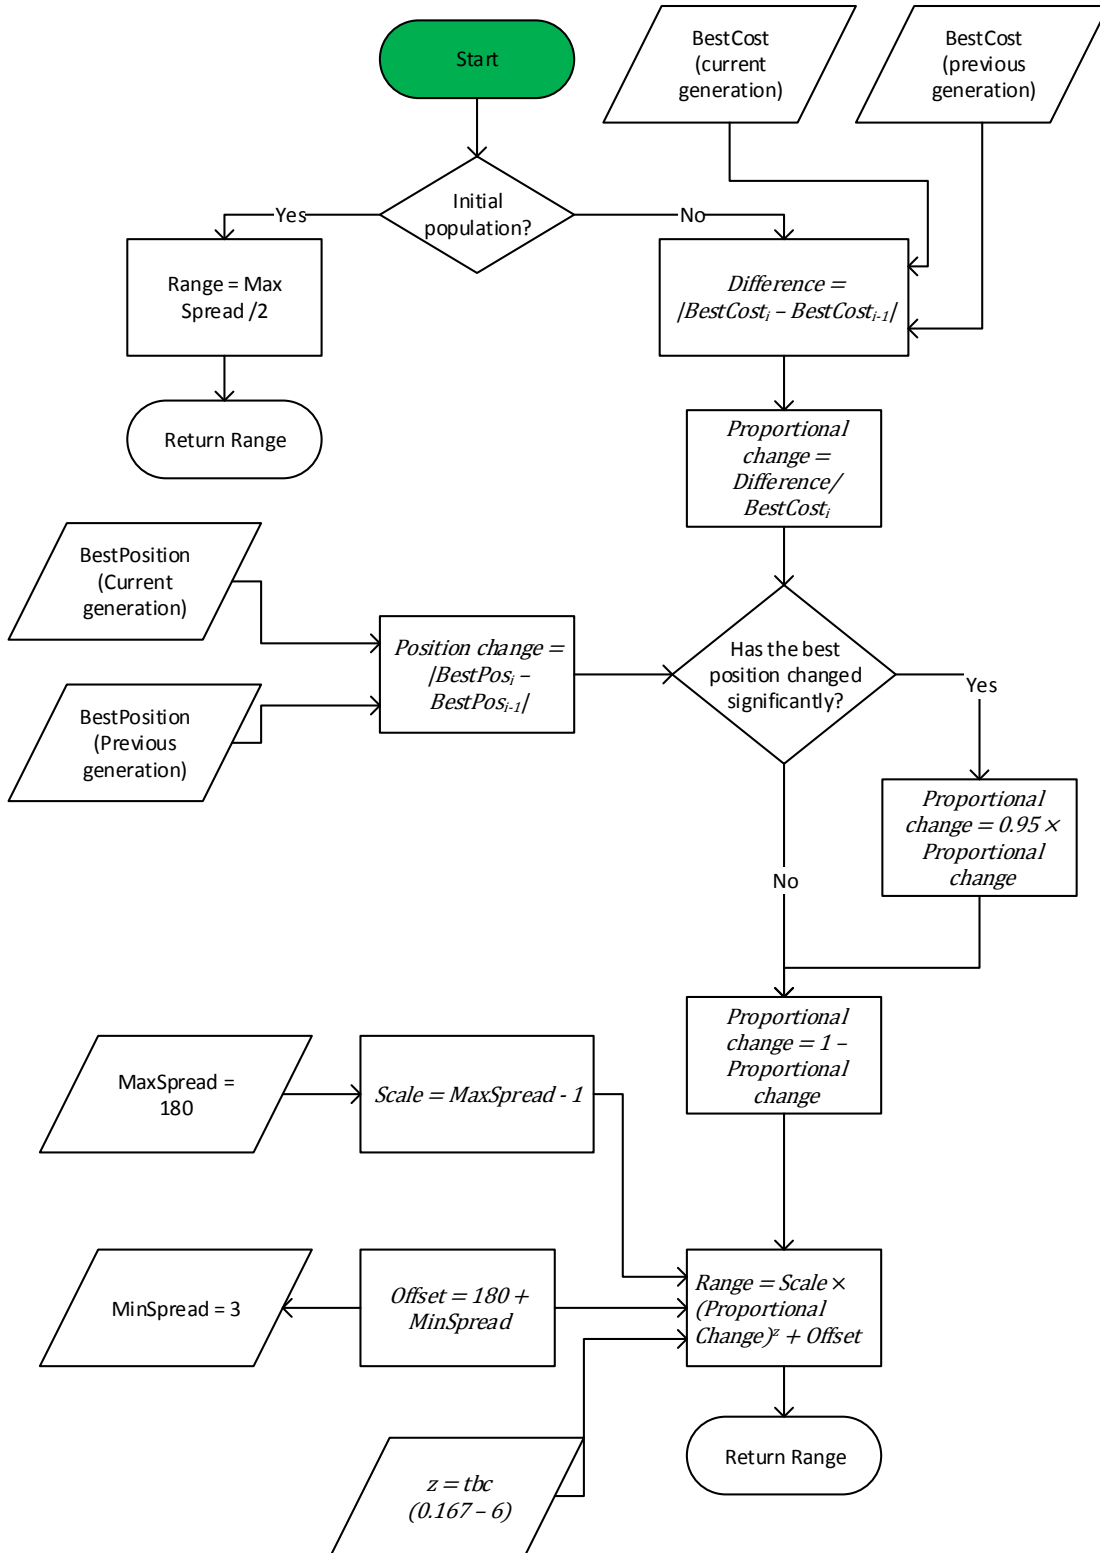 Start
BestCost
(current
generation)
BestCost
(previous
generation)
Initial
population?
Yes
No
Range = Max
Spread /2
Difference =
|BestCostᵢ – BestCostᵢ₋₁|
Return Range
Proportional
change =
Difference/
BestCostᵢ
BestPosition
(Current
generation)
BestPosition
(Previous
generation)
Position change =
|BestPosᵢ –
BestPosᵢ₋₁|
Has the best
position changed
significantly?
Yes
No
Proportional
change = 0.95 ×
Proportional
change
Proportional
change = 1 –
Proportional
change
MaxSpread =
180
Scale = MaxSpread - 1
MinSpread = 3
Offset = 180 +
MinSpread
Range = Scale ×
(Proportional
Change)ᶻ + Offset
z = tbc
(0.167 – 6)
Return Range